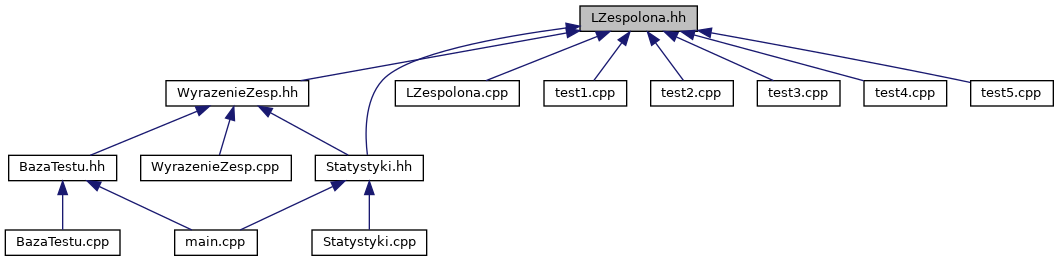 LZespolona.hh
WyrazenieZesp.hh
LZespolona.cpp
test1.cpp
test2.cpp
test3.cpp
test4.cpp
test5.cpp
BazaTestu.hh
WyrazenieZesp.cpp
Statystyki.hh
BazaTestu.cpp
main.cpp
Statystyki.cpp